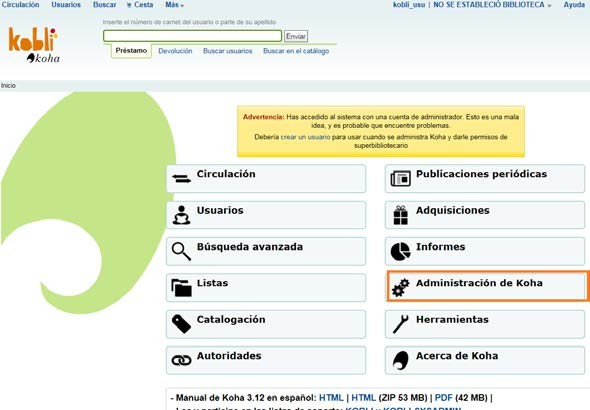 Circulación Usuarios Buscar Cesta Más
kobli_usu | NO SE ESTABLECIÓ BIBLIOTECA Ayuda
kobli
koha
Inserte el número de carnet del usuario o parte de su apellido
Enviar
Préstamo Devolución Buscar usuarios Buscar en el catálogo
Inicio
Advertencia: Has accedido al sistema con una cuenta de administrador. Esto es una mala
idea, y es probable que encuentre problemas.
Debería crear un usuario para usar cuando se administra Koha y darle permisos de
superbibliotecario
Circulación
Publicaciones periódicas
Usuarios
Adquisiciones
Búsqueda avanzada
Informes
Listas
Administración de Koha
Catalogación
Herramientas
Autoridades
Acerca de Koha
- Manual de Koha 3.12 en español: HTML | HTML (ZIP 53 MB) | PDF (42 MB) |